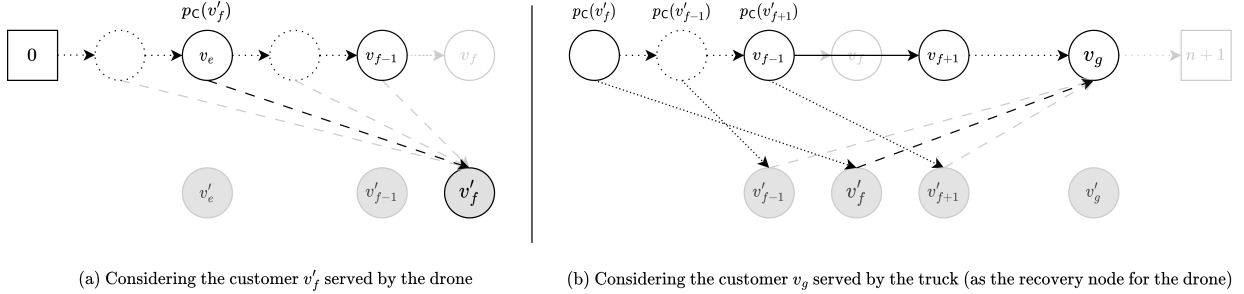 p_C(v'_f)
0 v_e v_{f−1} v_f
v'_e v'_{f−1} v'_f
(a) Considering the customer v'_f served by the drone
p_C(v'_f) p_C(v'_{f−1}) p_C(v'_{f+1})
v_{f−1} v_f v_{f+1} v_g n + 1
v'_{f−1} v'_f v'_{f+1} v'_g
(b) Considering the customer v_g served by the truck (as the recovery node for the drone)